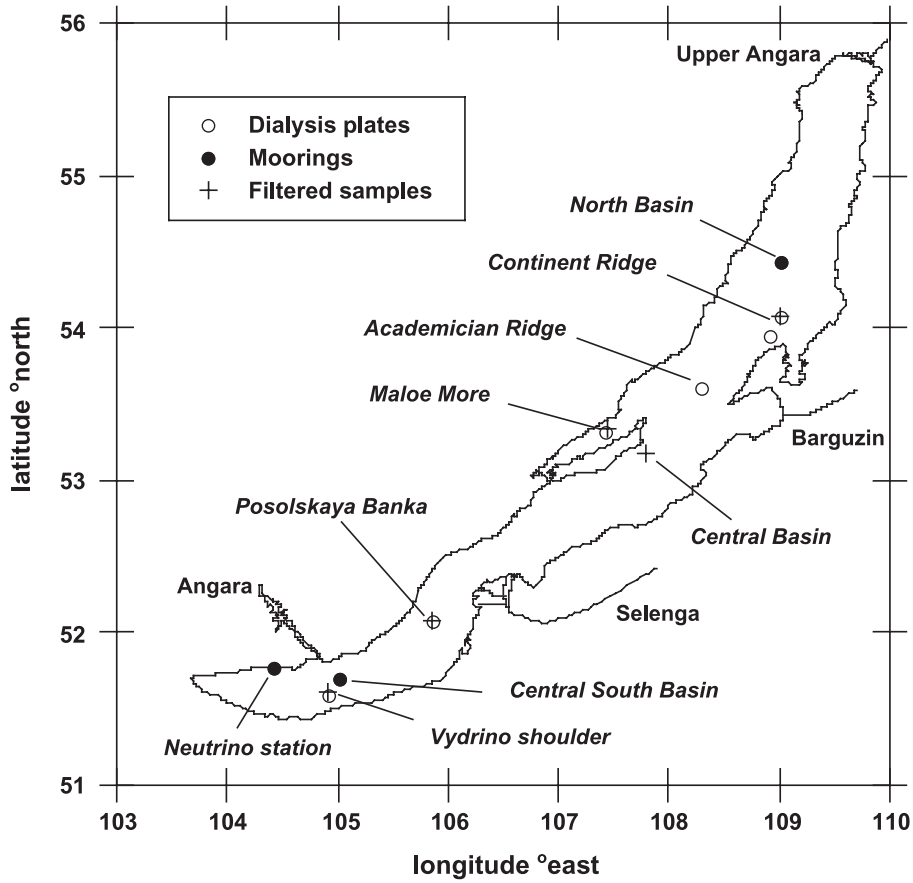 56
55
54
53
52
51
latitude °north
Upper Angara
Dialysis plates
Moorings
Filtered samples
North Basin
Continent Ridge
Academician Ridge
Maloe More
Barguzin
Posolskaya Banka
Central Basin
Angara
Selenga
Central South Basin
Vydrino shoulder
Neutrino station
103 104 105 106 107 108 109 110
longitude °east